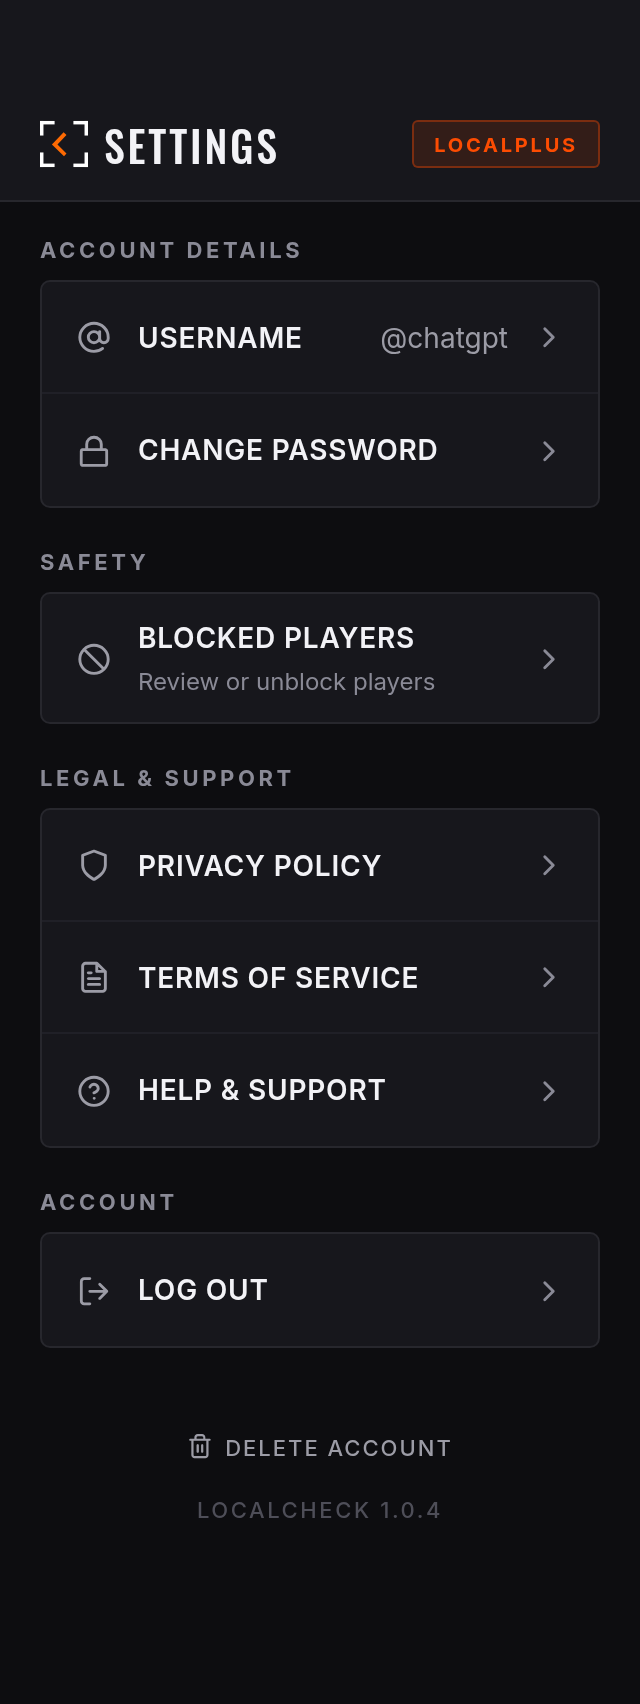 SETTINGS
LOCALPLUS
ACCOUNT DETAILS
USERNAME @chatgpt
CHANGE PASSWORD
SAFETY
BLOCKED PLAYERS
Review or unblock players
LEGAL & SUPPORT
PRIVACY POLICY
TERMS OF SERVICE
HELP & SUPPORT
ACCOUNT
LOG OUT
DELETE ACCOUNT
LOCALCHECK 1.0.4